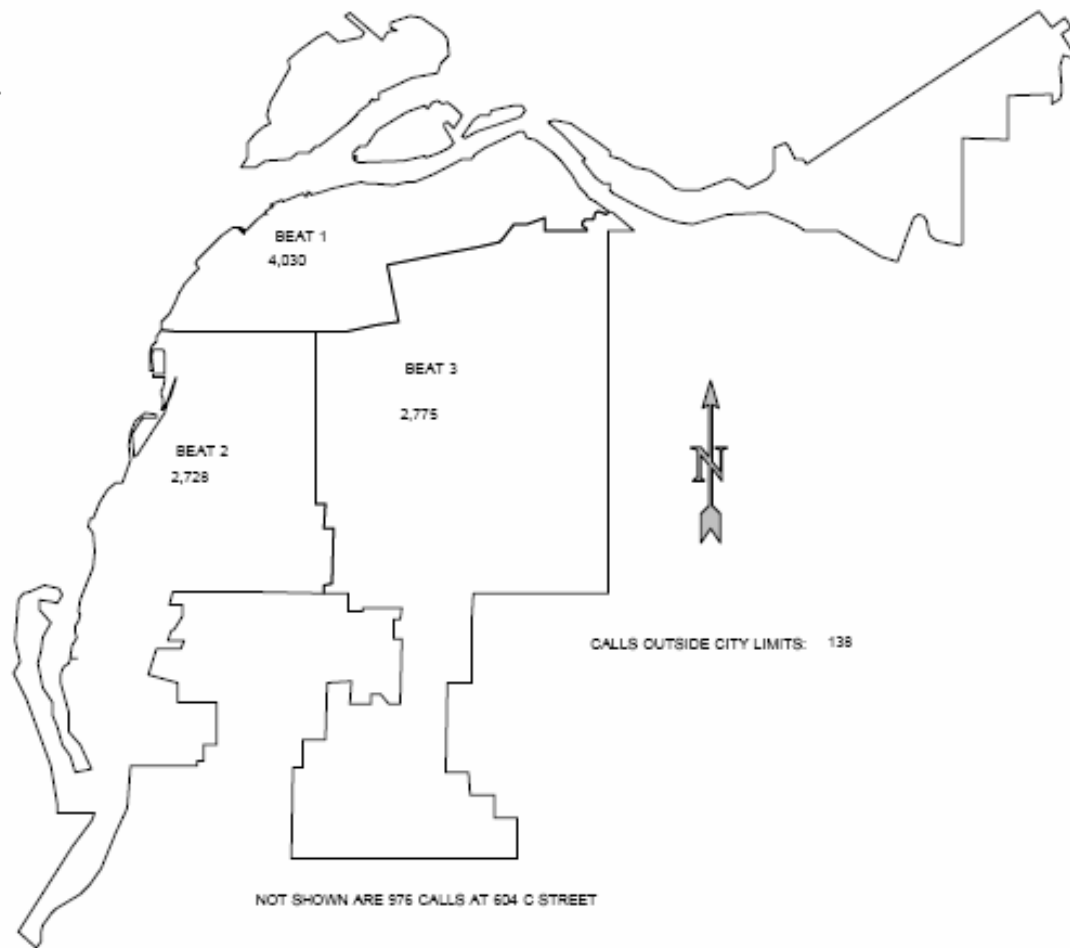 BEAT 1
4,030
BEAT 3
2,775
BEAT 2
2,728
N
CALLS OUTSIDE CITY LIMITS: 138
NOT SHOWN ARE 976 CALLS AT 604 C STREET